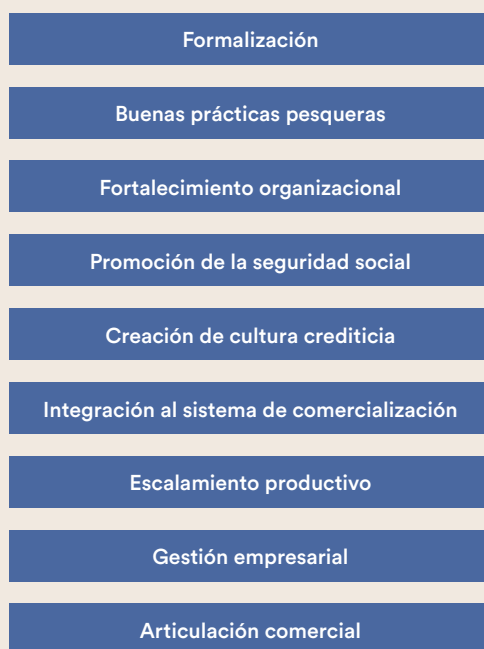 Formalización
Buenas prácticas pesqueras
Fortalecimiento organizacional
Promoción de la seguridad social
Creación de cultura crediticia
Integración al sistema de comercialización
Escalamiento productivo
Gestión empresarial
Articulación comercial